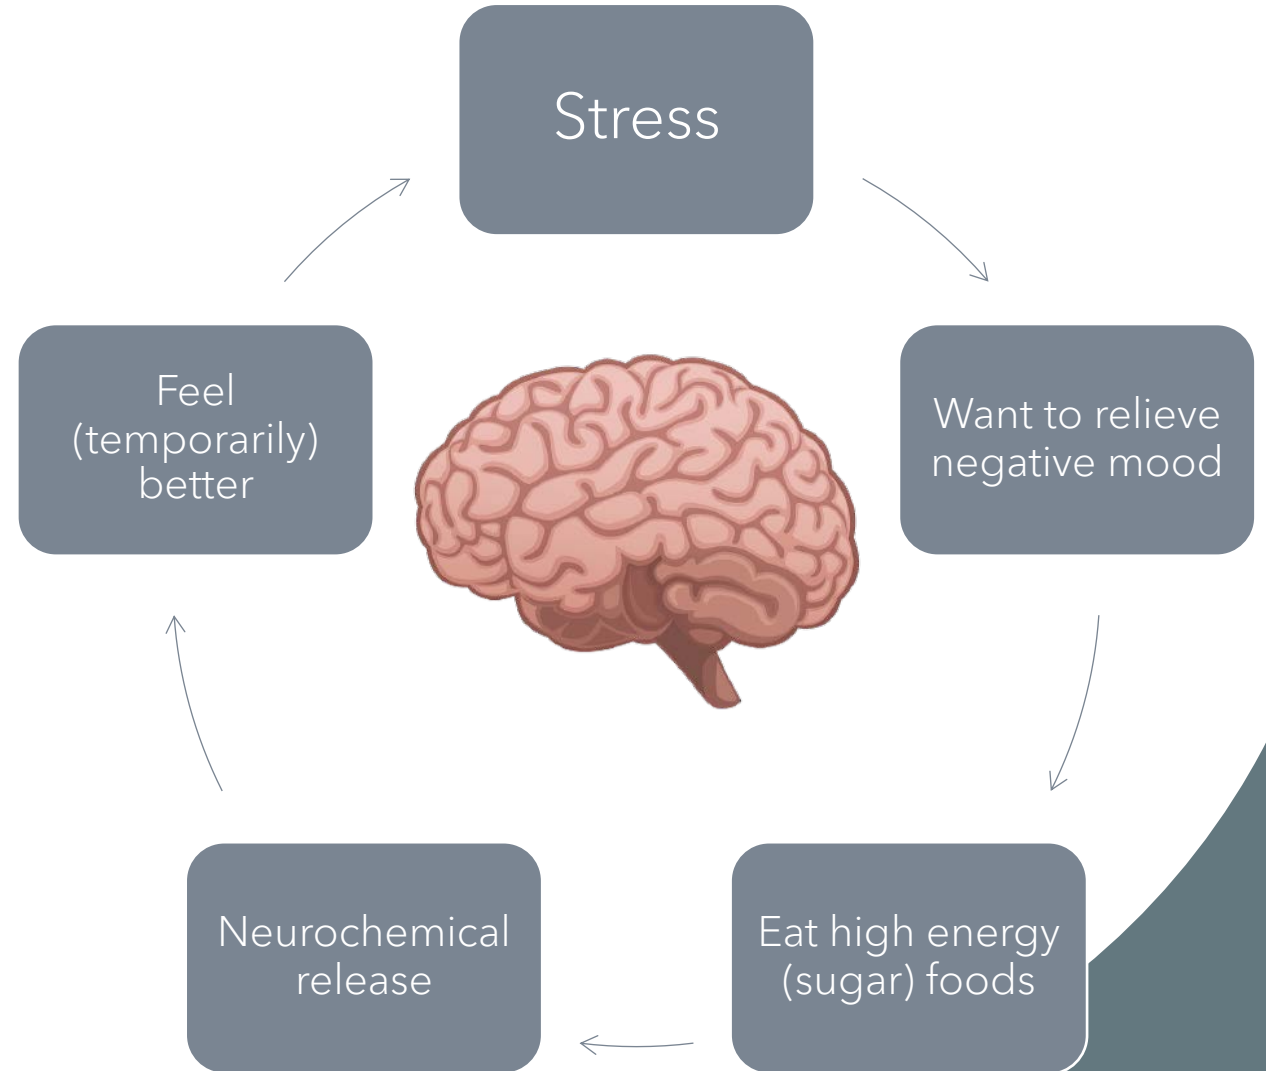 Stress
Want to relieve
negative mood
Eat high energy
(sugar) foods
Neurochemical
release
Feel
(temporarily)
better